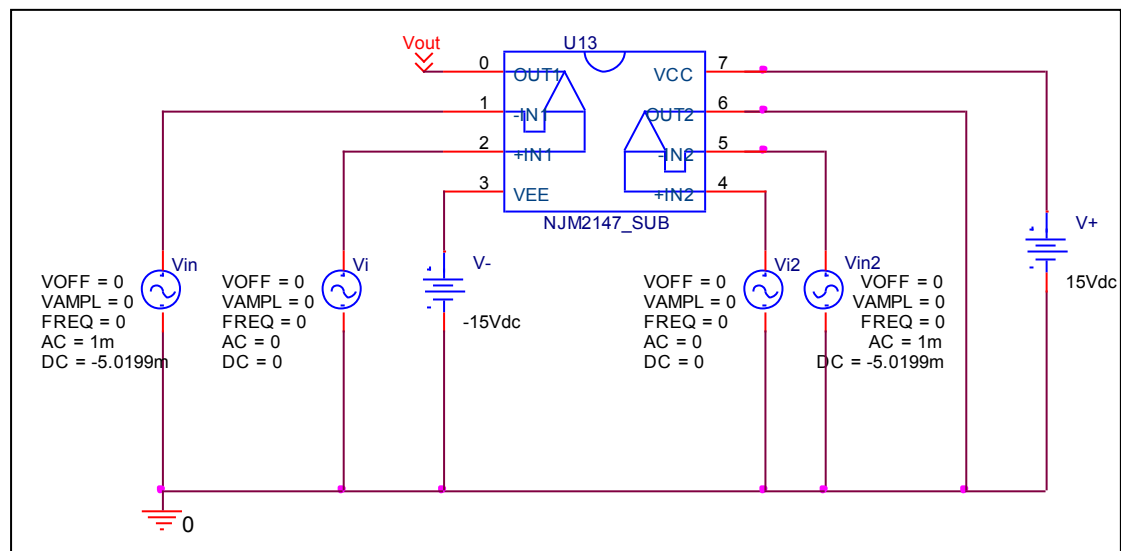 Vout
U13
0
OUT1
VCC
7
1
-IN1
OUT2
6
2
+IN1
-IN2
5
3
VEE
+IN2
4
NJM2147_SUB
Vin
VOFF = 0
VAMPL = 0
FREQ = 0
AC = 1m
DC = -5.0199m
Vi
VOFF = 0
VAMPL = 0
FREQ = 0
AC = 0
DC = 0
V-
-15Vdc
Vi2
VOFF = 0
VAMPL = 0
FREQ = 0
AC = 0
DC = 0
Vin2
VOFF = 0
VAMPL = 0
FREQ = 0
AC = 1m
DC = -5.0199m
V+
15Vdc
0